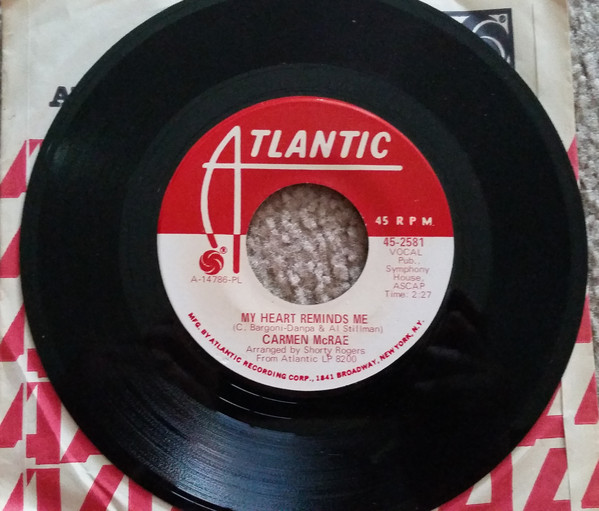 ATLANTIC
45 RPM
45-2581
VOCAL
Pub.,
Symphony
House,
ASCAP
Time: 2:27
A-14786-PL
MY HEART REMINDS ME
(C. Bargoni-Danpa & Al Stillman)
CARMEN McRAE
Arranged by Shorty Rogers
From Atlantic LP 8200
MFG. BY ATLANTIC RECORDING CORP., 1841 BROADWAY, NEW YORK, N.Y.